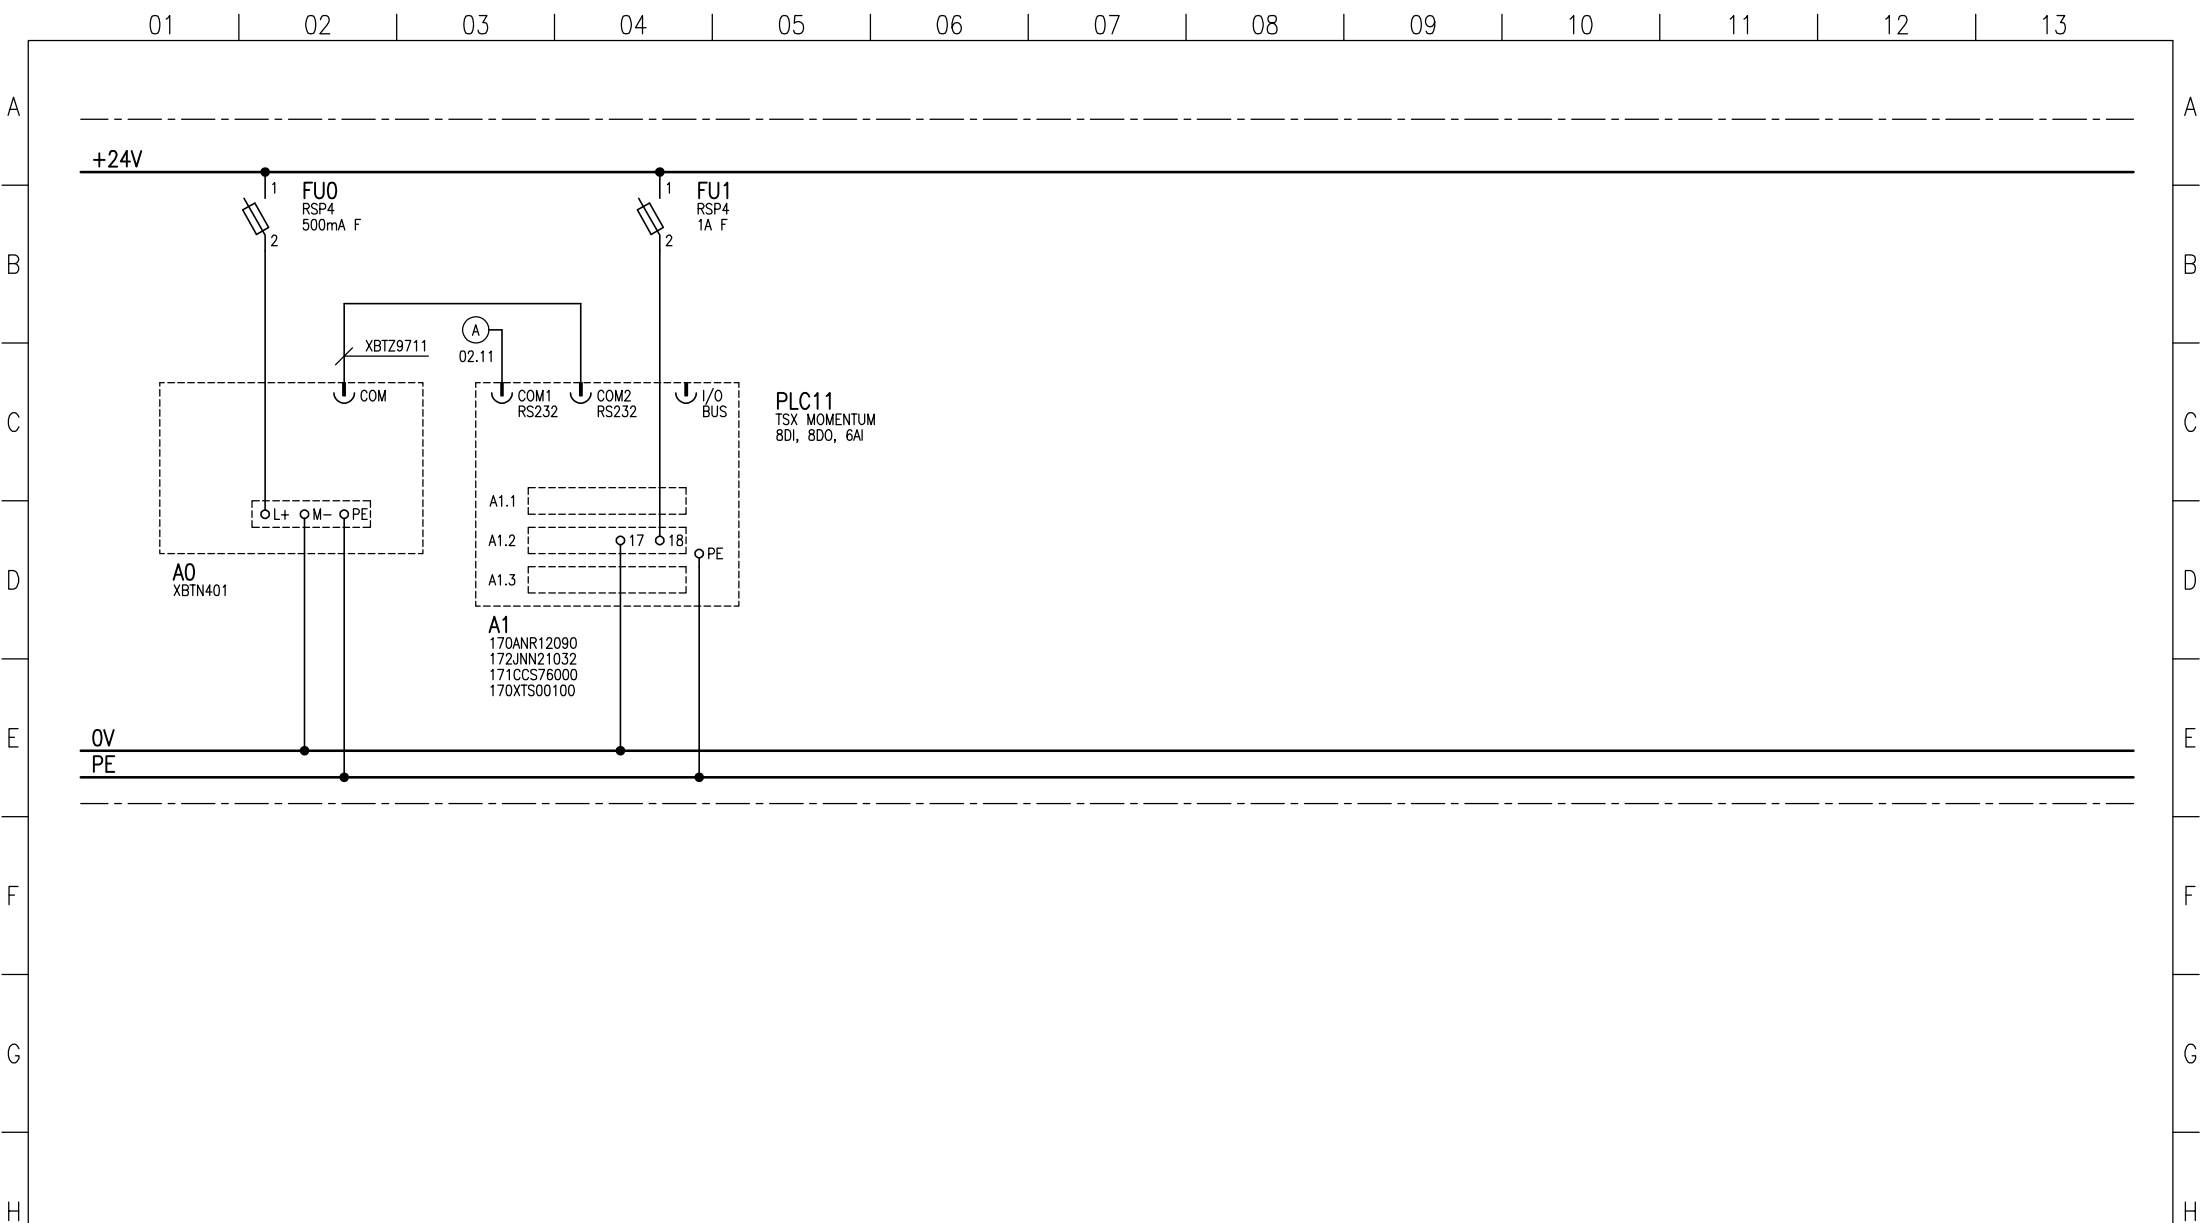 01 02 03 04 05 06 07 08 09 10 11 12 13
A A
+24V
1 FU0
RSP4
500mA F
2
1 FU1
RSP4
1A F
2
B B
A
02.11
XBTZ9711
COM
COM1
RS232
COM2
RS232
I/O
BUS
PLC11
TSX MOMENTUM
8DI, 8DO, 6AI
C C
A1.1
L+ M- PE
A1.2 17 18
PE
A1.3
A0
XBTN401
D D
A1
170ANR12090
172JNN21032
171CCS76000
170XTS00100
0V
E E
PE
F F
G G
H H